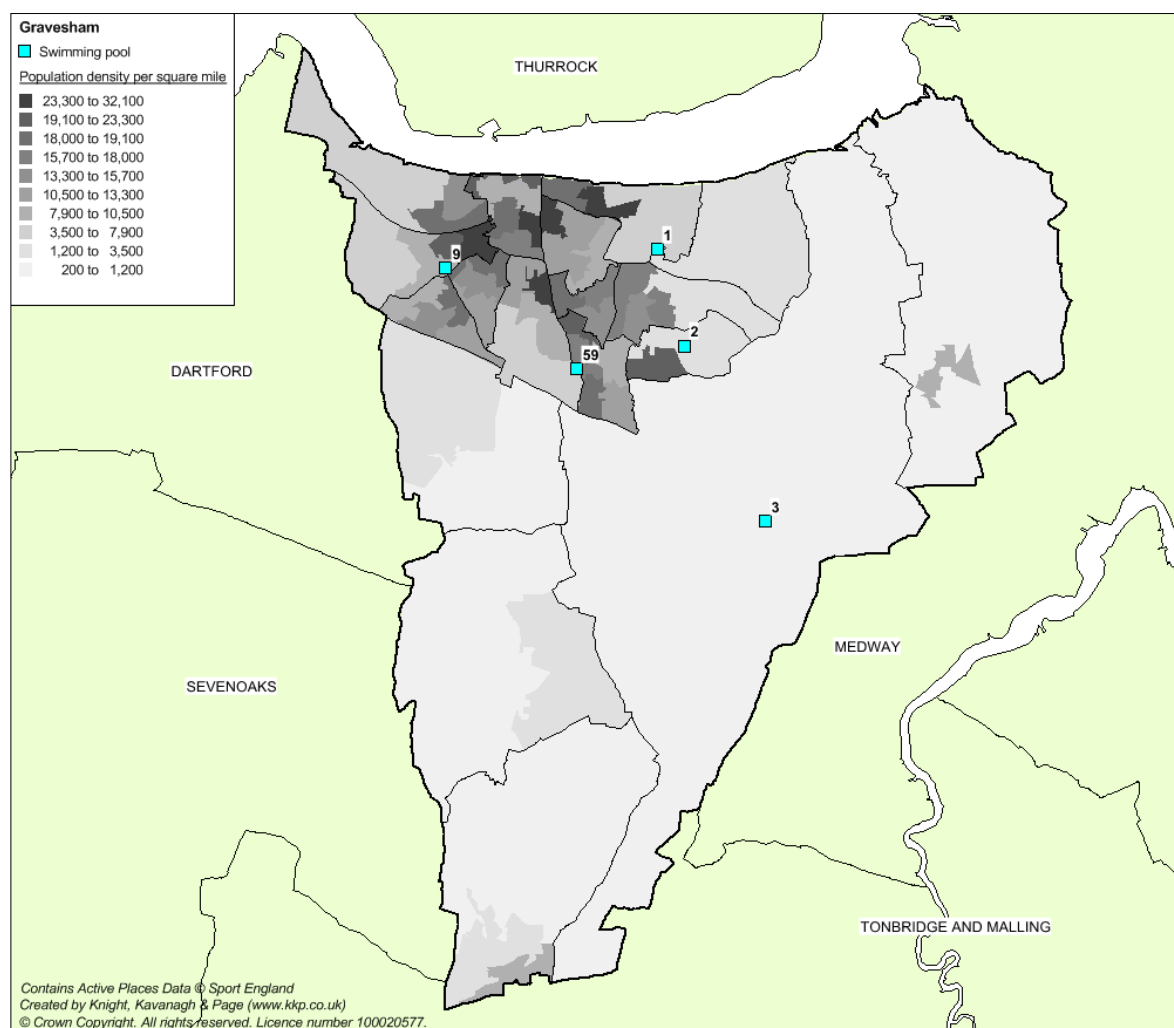 Gravesham
Swimming pool
Population density per square mile
23,300 to 32,100
19,100 to 23,300
18,000 to 19,100
15,700 to 18,000
13,300 to 15,700
10,500 to 13,300
7,900 to 10,500
3,500 to 7,900
1,200 to 3,500
200 to 1,200
THURROCK
1
9
2
59
DARTFORD
3
MEDWAY
SEVENOAKS
TONBRIDGE AND MALLING
Contains Active Places Data © Sport England
Created by Knight, Kavanagh & Page (www.kkp.co.uk)
© Crown Copyright. All rights reserved. Licence number 100020577.